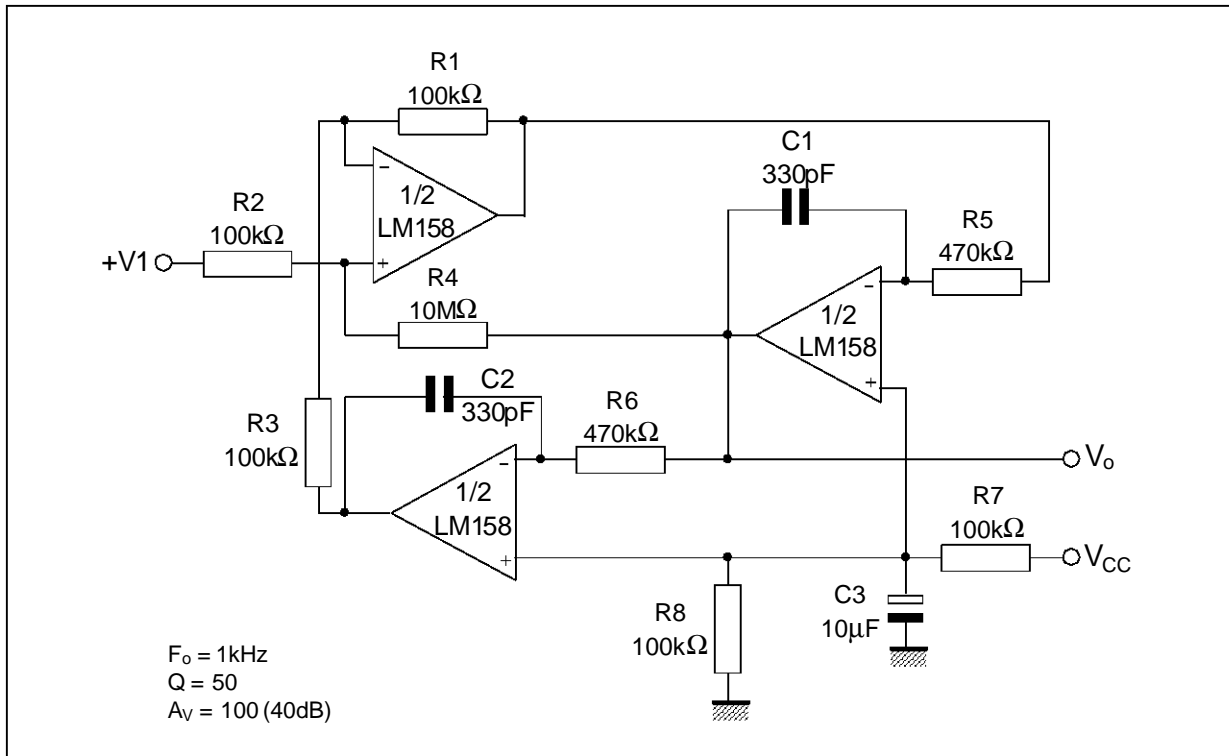 R1
100kΩ
C1
330pF
R2
100kΩ
1/2
LM158
R5
470kΩ
+V1
R4
10MΩ
1/2
LM158
C2
330pF
R3
100kΩ
R6
470kΩ
Vo
1/2
LM158
R7
100kΩ
VCC
R8
100kΩ
C3
10μF
Fo = 1kHz
Q = 50
AV = 100 (40dB)